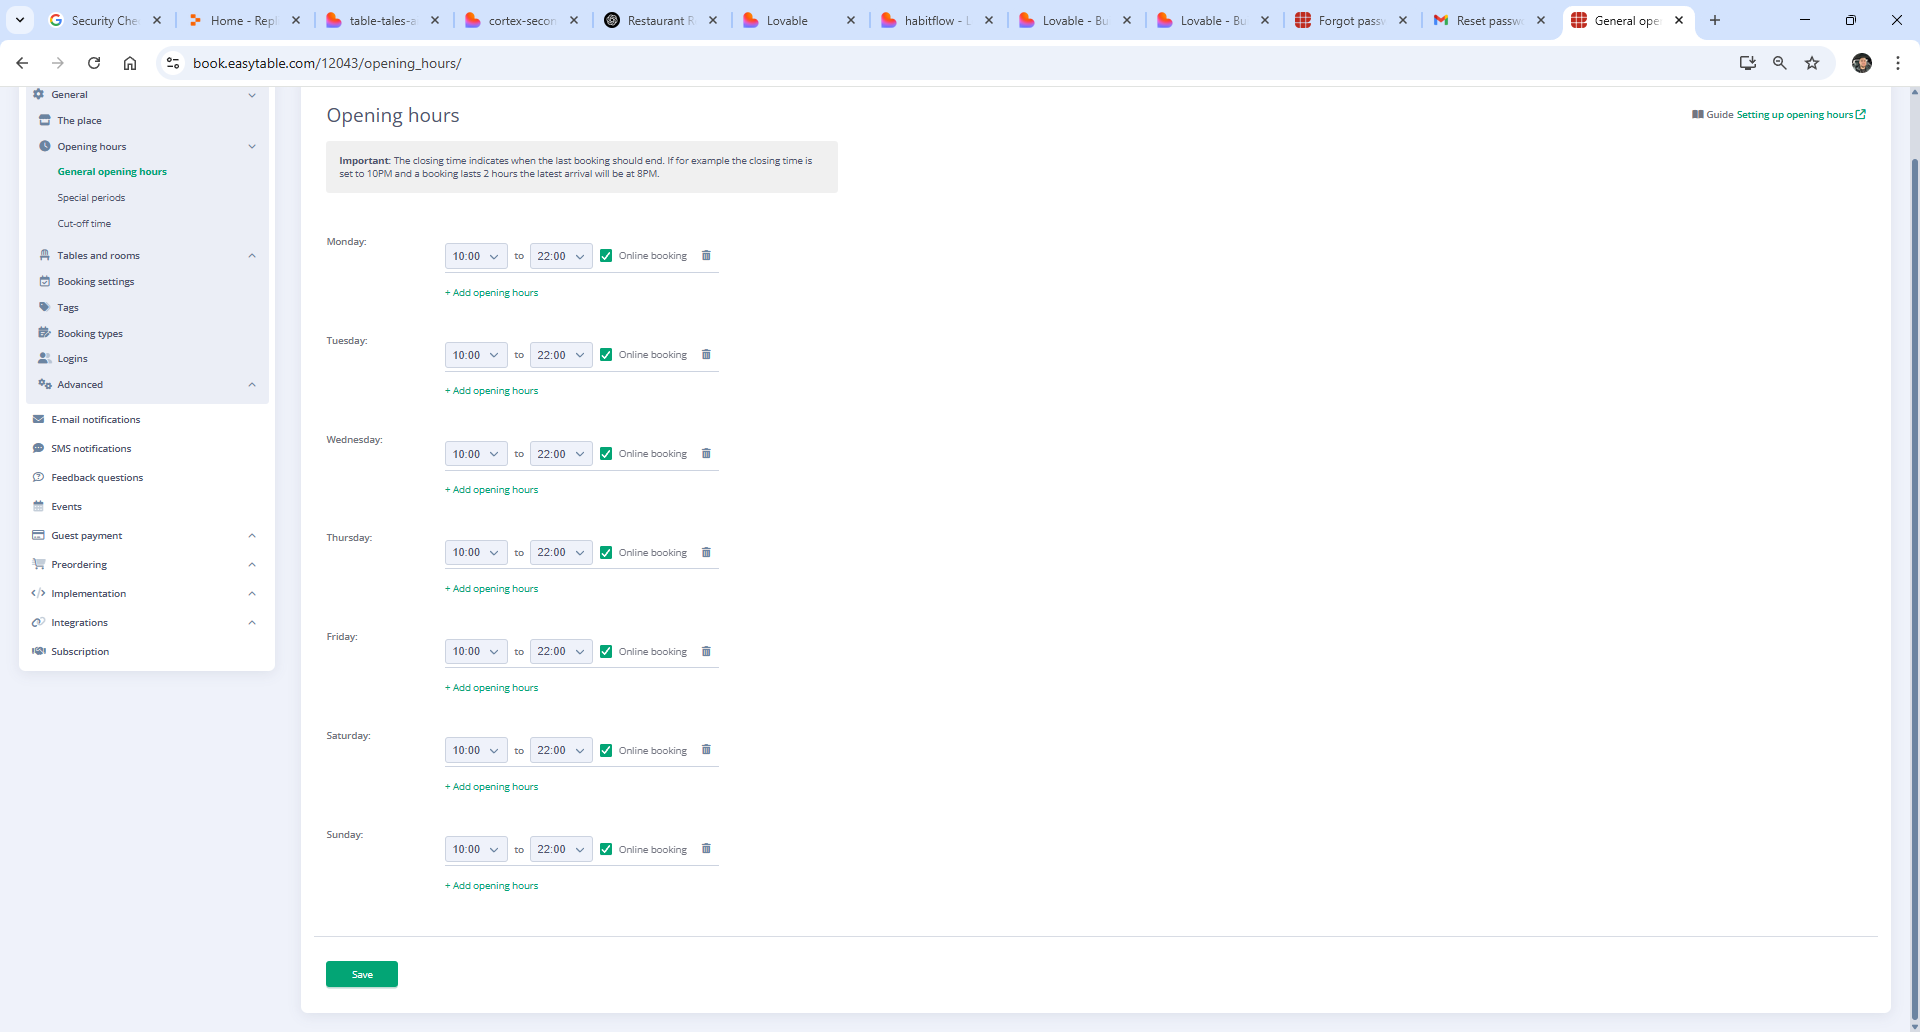 Security Che
Home - Repl
table-tales-a
cortex-secon
Restaurant R
Lovable
habitflow - L
Lovable - Bu
Lovable - Bu
Forgot passw
Reset passw
General ope
book.easytable.com/12043/opening_hours/
General
The place
Opening hours
General opening hours
Special periods
Cut-off time
Tables and rooms
Booking settings
Tags
Booking types
Logins
Advanced
E-mail notifications
SMS notifications
Feedback questions
Events
Guest payment
Preordering
Implementation
Integrations
Subscription
Opening hours
Guide Setting up opening hours
Important: The closing time indicates when the last booking should end. If for example the closing time is
set to 10PM and a booking lasts 2 hours the latest arrival will be at 8PM.
Monday:
10:00 to 22:00 Online booking
+ Add opening hours
Tuesday:
10:00 to 22:00 Online booking
+ Add opening hours
Wednesday:
10:00 to 22:00 Online booking
+ Add opening hours
Thursday:
10:00 to 22:00 Online booking
+ Add opening hours
Friday:
10:00 to 22:00 Online booking
+ Add opening hours
Saturday:
10:00 to 22:00 Online booking
+ Add opening hours
Sunday:
10:00 to 22:00 Online booking
+ Add opening hours
Save